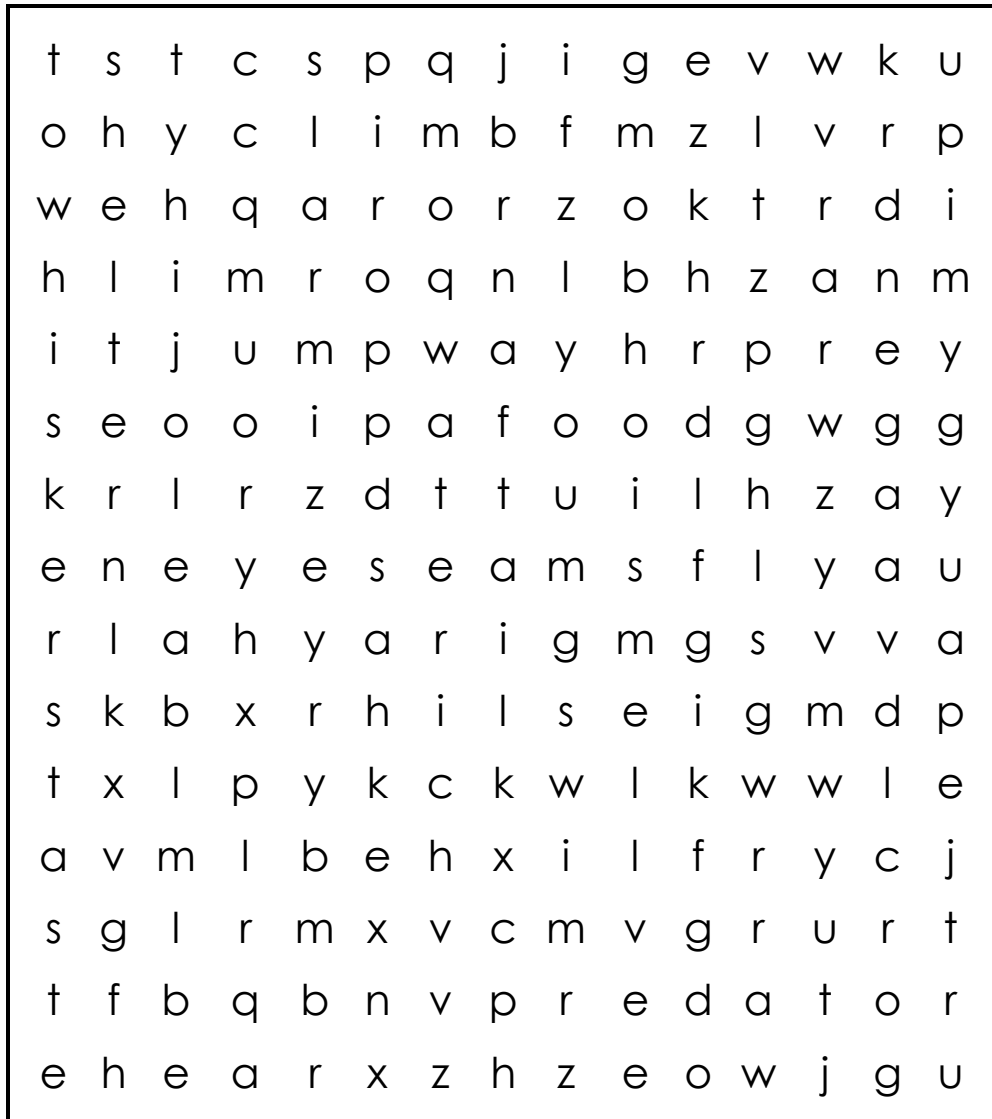 t s t c s p q j i g e v w k u
o h y c l i m b f m z l v r p
w e h q a r o r z o k t r d i
h l i m r o q n l b h z a n m
i t j u m p w a y h r p r e y
s e o o i p a f o o d g w g g
k r l r z d t t u i l h z a y
e n e y e s e a m s f l y a u
r l a h y a r i g m g s v v a
s k b x r h i l s e i g m d p
t x l p y k c k w l k w w l e
a v m l b e h x i l f r y c j
s g l r m x v c m v g r u r t
t f b q b n v p r e d a t o r
e h e a r x z h z e o w j g u